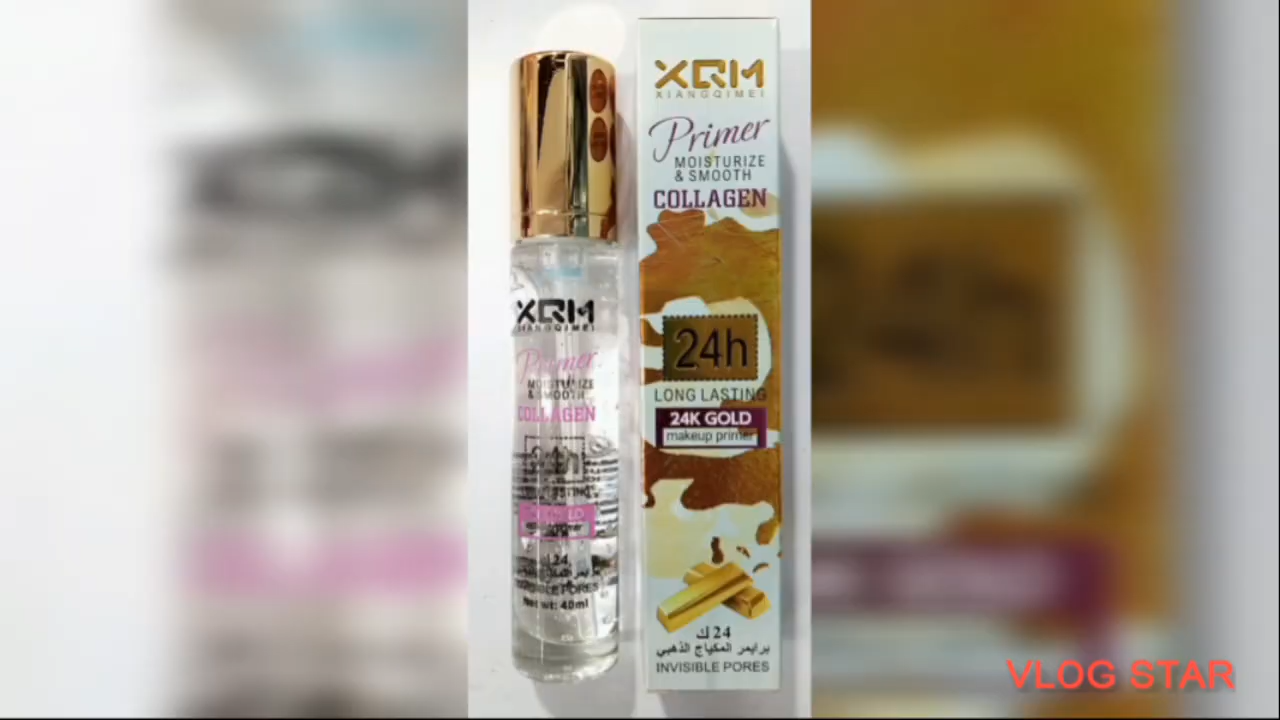 XQM
XIANGQIMEI
Primer
MOISTURIZE
& SMOOTH
COLLAGEN
XQM
XIANGQIMEI
Primer
MOISTURIZE
& SMOOTH
COLLAGEN
24h
LONG LASTING
24K GOLD
makeup primer
24 ك
برايمر المكياج الذهبي
INVISIBLE PORES
24 ك
INVISIBLE PORES
Net wt: 40ml
VLOG STAR